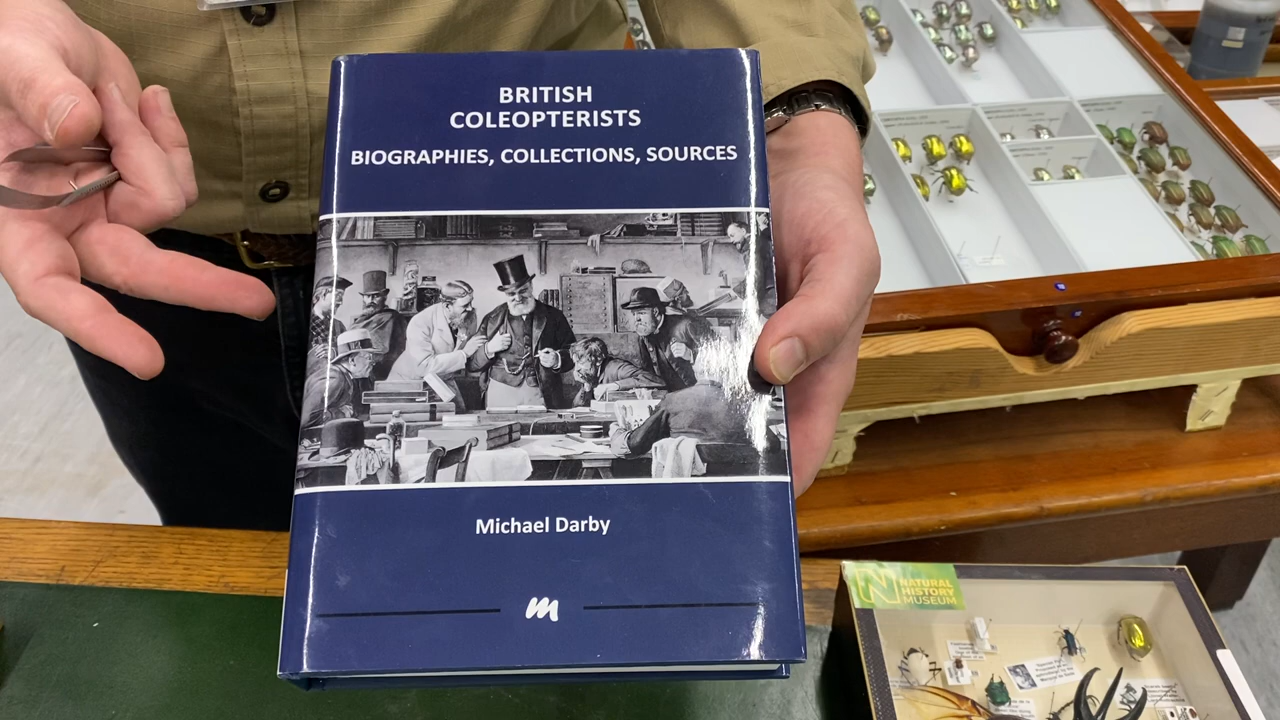 BRITISH
COLEOPTERISTS
BIOGRAPHIES, COLLECTIONS, SOURCES
Michael Darby
m
N NATURAL
HISTORY
MUSEUM